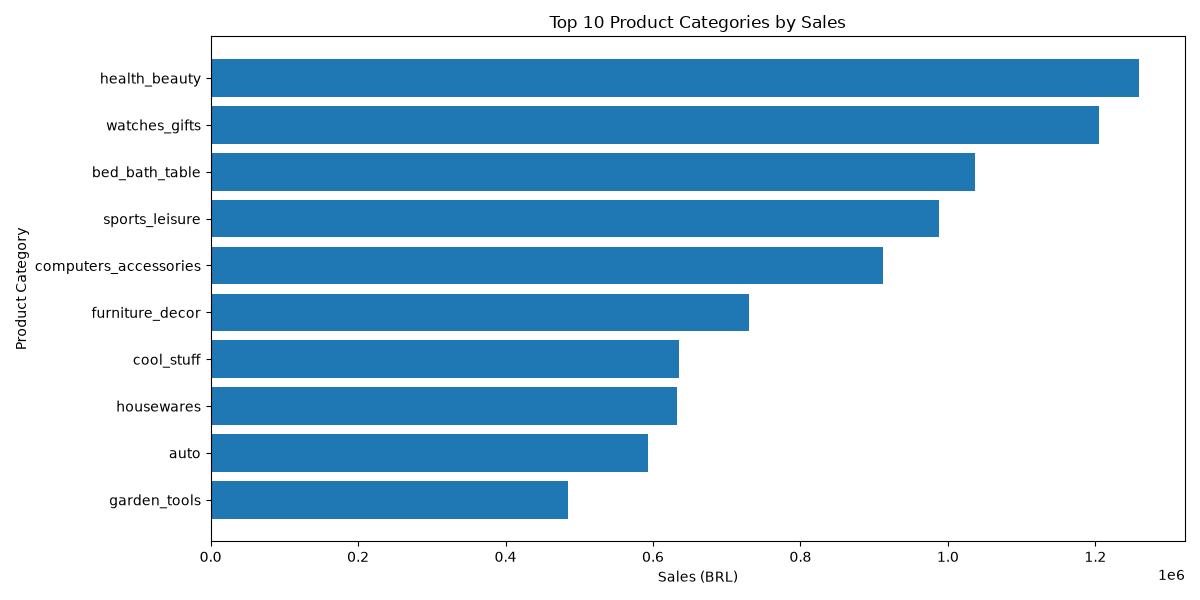 Top 10 Product Categories by Sales
Product Category
health_beauty
watches_gifts
bed_bath_table
sports_leisure
computers_accessories
furniture_decor
cool_stuff
housewares
auto
garden_tools
0.0 0.2 0.4 0.6 0.8 1.0 1.2
1e6
Sales (BRL)